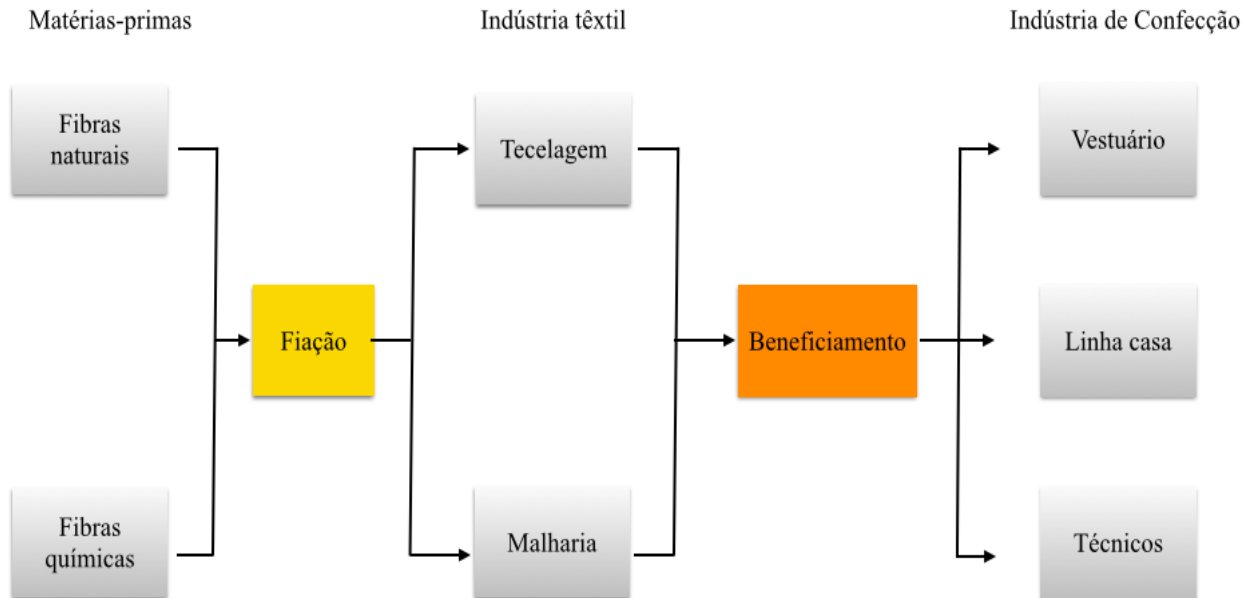 Matérias-primas
Indústria têxtil
Indústria de Confecção
Fibras
naturais
Tecelagem
Vestuário
Fiação
Beneficiamento
Linha casa
Fibras
químicas
Malharia
Técnicos